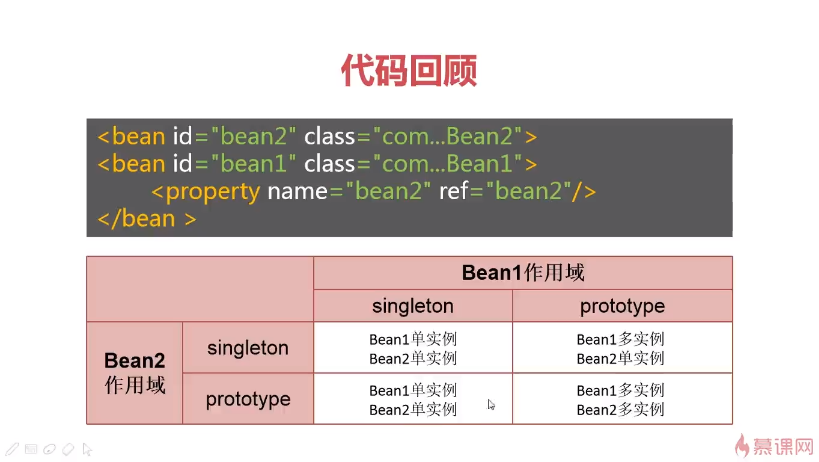 代码回顾
<bean id="bean2" class="com...Bean2">
<bean id="bean1" class="com...Bean1">
<property name="bean2" ref="bean2"/>
</bean >
Bean1作用域
singleton prototype
Bean2
作用域
singleton
Bean1单实例
Bean2单实例
Bean1多实例
Bean2单实例
prototype
Bean1单实例
Bean2单实例
Bean1多实例
Bean2多实例
慕课网